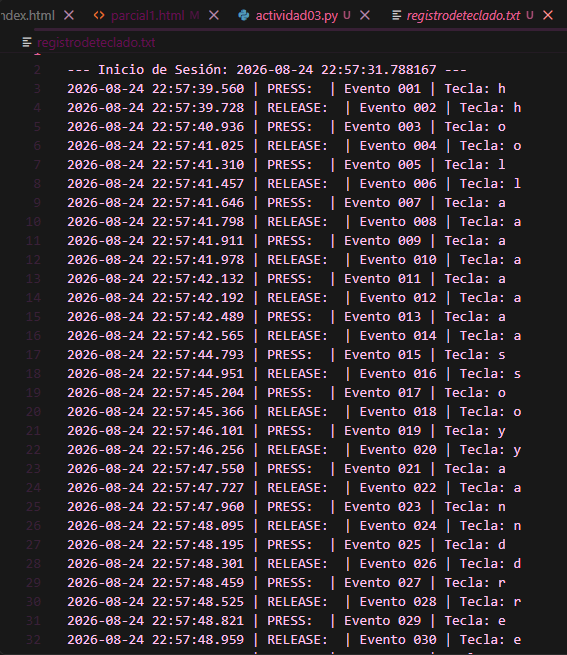 ndex.html
parcial1.html M
actividad03.py U
registrodeteclado.txt U
registrodeteclado.txt
1
2 --- Inicio de Sesión: 2026-08-24 22:57:31.788167 ---
3 2026-08-24 22:57:39.560 | PRESS: | Evento 001 | Tecla: h
4 2026-08-24 22:57:39.728 | RELEASE: | Evento 002 | Tecla: h
5 2026-08-24 22:57:40.936 | PRESS: | Evento 003 | Tecla: o
6 2026-08-24 22:57:41.025 | RELEASE: | Evento 004 | Tecla: o
7 2026-08-24 22:57:41.310 | PRESS: | Evento 005 | Tecla: l
8 2026-08-24 22:57:41.457 | RELEASE: | Evento 006 | Tecla: l
9 2026-08-24 22:57:41.646 | PRESS: | Evento 007 | Tecla: a
10 2026-08-24 22:57:41.798 | RELEASE: | Evento 008 | Tecla: a
11 2026-08-24 22:57:41.911 | PRESS: | Evento 009 | Tecla: a
12 2026-08-24 22:57:41.978 | RELEASE: | Evento 010 | Tecla: a
13 2026-08-24 22:57:42.132 | PRESS: | Evento 011 | Tecla: a
14 2026-08-24 22:57:42.192 | RELEASE: | Evento 012 | Tecla: a
15 2026-08-24 22:57:42.489 | PRESS: | Evento 013 | Tecla: a
16 2026-08-24 22:57:42.565 | RELEASE: | Evento 014 | Tecla: a
17 2026-08-24 22:57:44.793 | PRESS: | Evento 015 | Tecla: s
18 2026-08-24 22:57:44.951 | RELEASE: | Evento 016 | Tecla: s
19 2026-08-24 22:57:45.204 | PRESS: | Evento 017 | Tecla: o
20 2026-08-24 22:57:45.366 | RELEASE: | Evento 018 | Tecla: o
21 2026-08-24 22:57:46.101 | PRESS: | Evento 019 | Tecla: y
22 2026-08-24 22:57:46.256 | RELEASE: | Evento 020 | Tecla: y
23 2026-08-24 22:57:47.550 | PRESS: | Evento 021 | Tecla: a
24 2026-08-24 22:57:47.727 | RELEASE: | Evento 022 | Tecla: a
25 2026-08-24 22:57:47.960 | PRESS: | Evento 023 | Tecla: n
26 2026-08-24 22:57:48.095 | RELEASE: | Evento 024 | Tecla: n
27 2026-08-24 22:57:48.195 | PRESS: | Evento 025 | Tecla: d
28 2026-08-24 22:57:48.301 | RELEASE: | Evento 026 | Tecla: d
29 2026-08-24 22:57:48.459 | PRESS: | Evento 027 | Tecla: r
30 2026-08-24 22:57:48.525 | RELEASE: | Evento 028 | Tecla: r
31 2026-08-24 22:57:48.821 | PRESS: | Evento 029 | Tecla: e
32 2026-08-24 22:57:48.959 | RELEASE: | Evento 030 | Tecla: e